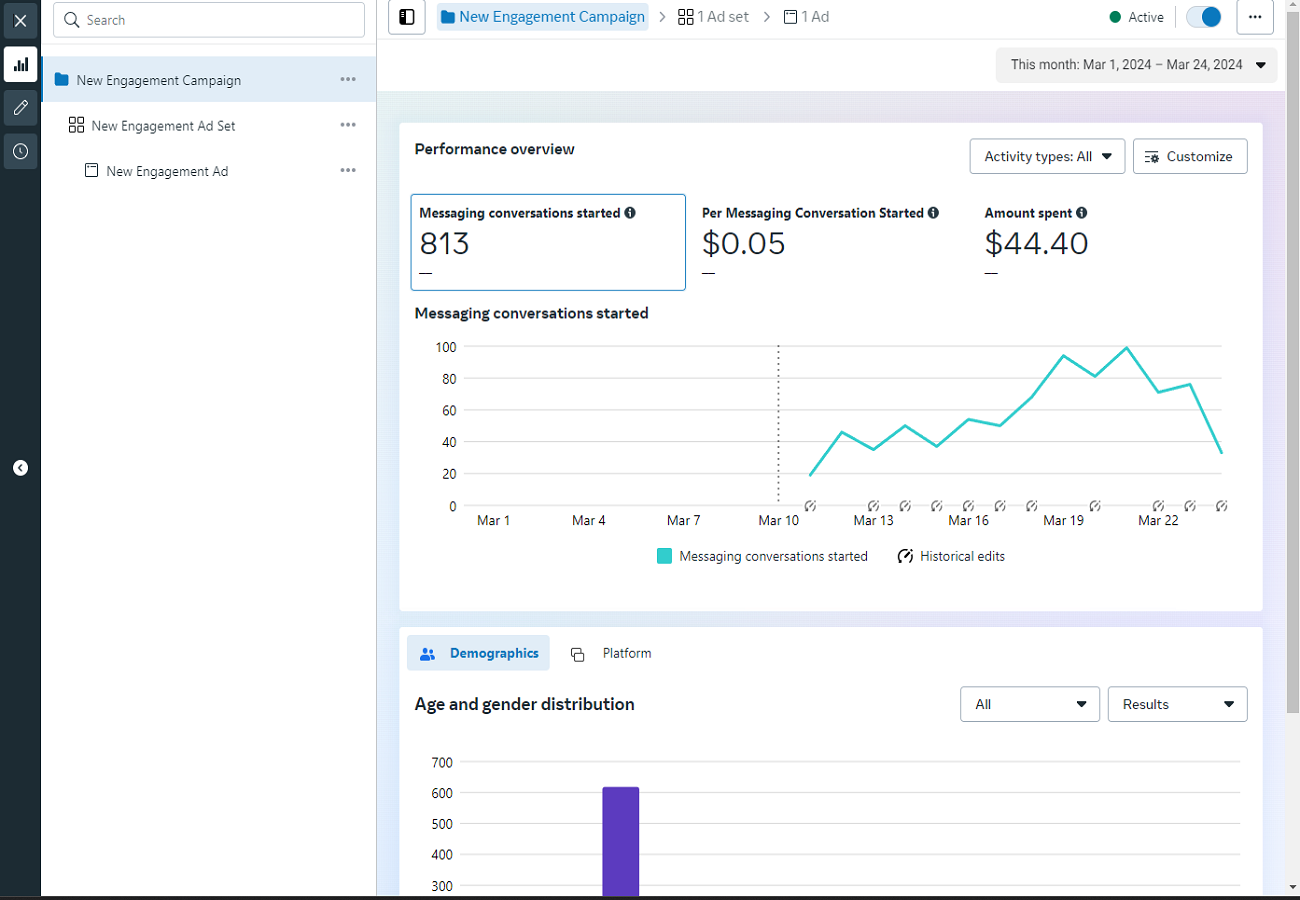 Search
New Engagement Campaign
New Engagement Ad Set
New Engagement Ad
New Engagement Campaign
1 Ad set
1 Ad
Active
This month: Mar 1, 2024 – Mar 24, 2024
Performance overview
Activity types: All
Customize
Messaging conversations started
813
—
Per Messaging Conversation Started
$0.05
—
Amount spent
$44.40
—
Messaging conversations started
100
80
60
40
20
0
Mar 1 Mar 4 Mar 7 Mar 10 Mar 13 Mar 16 Mar 19 Mar 22
Messaging conversations started Historical edits
Demographics Platform
Age and gender distribution
All
Results
700
600
500
400
300